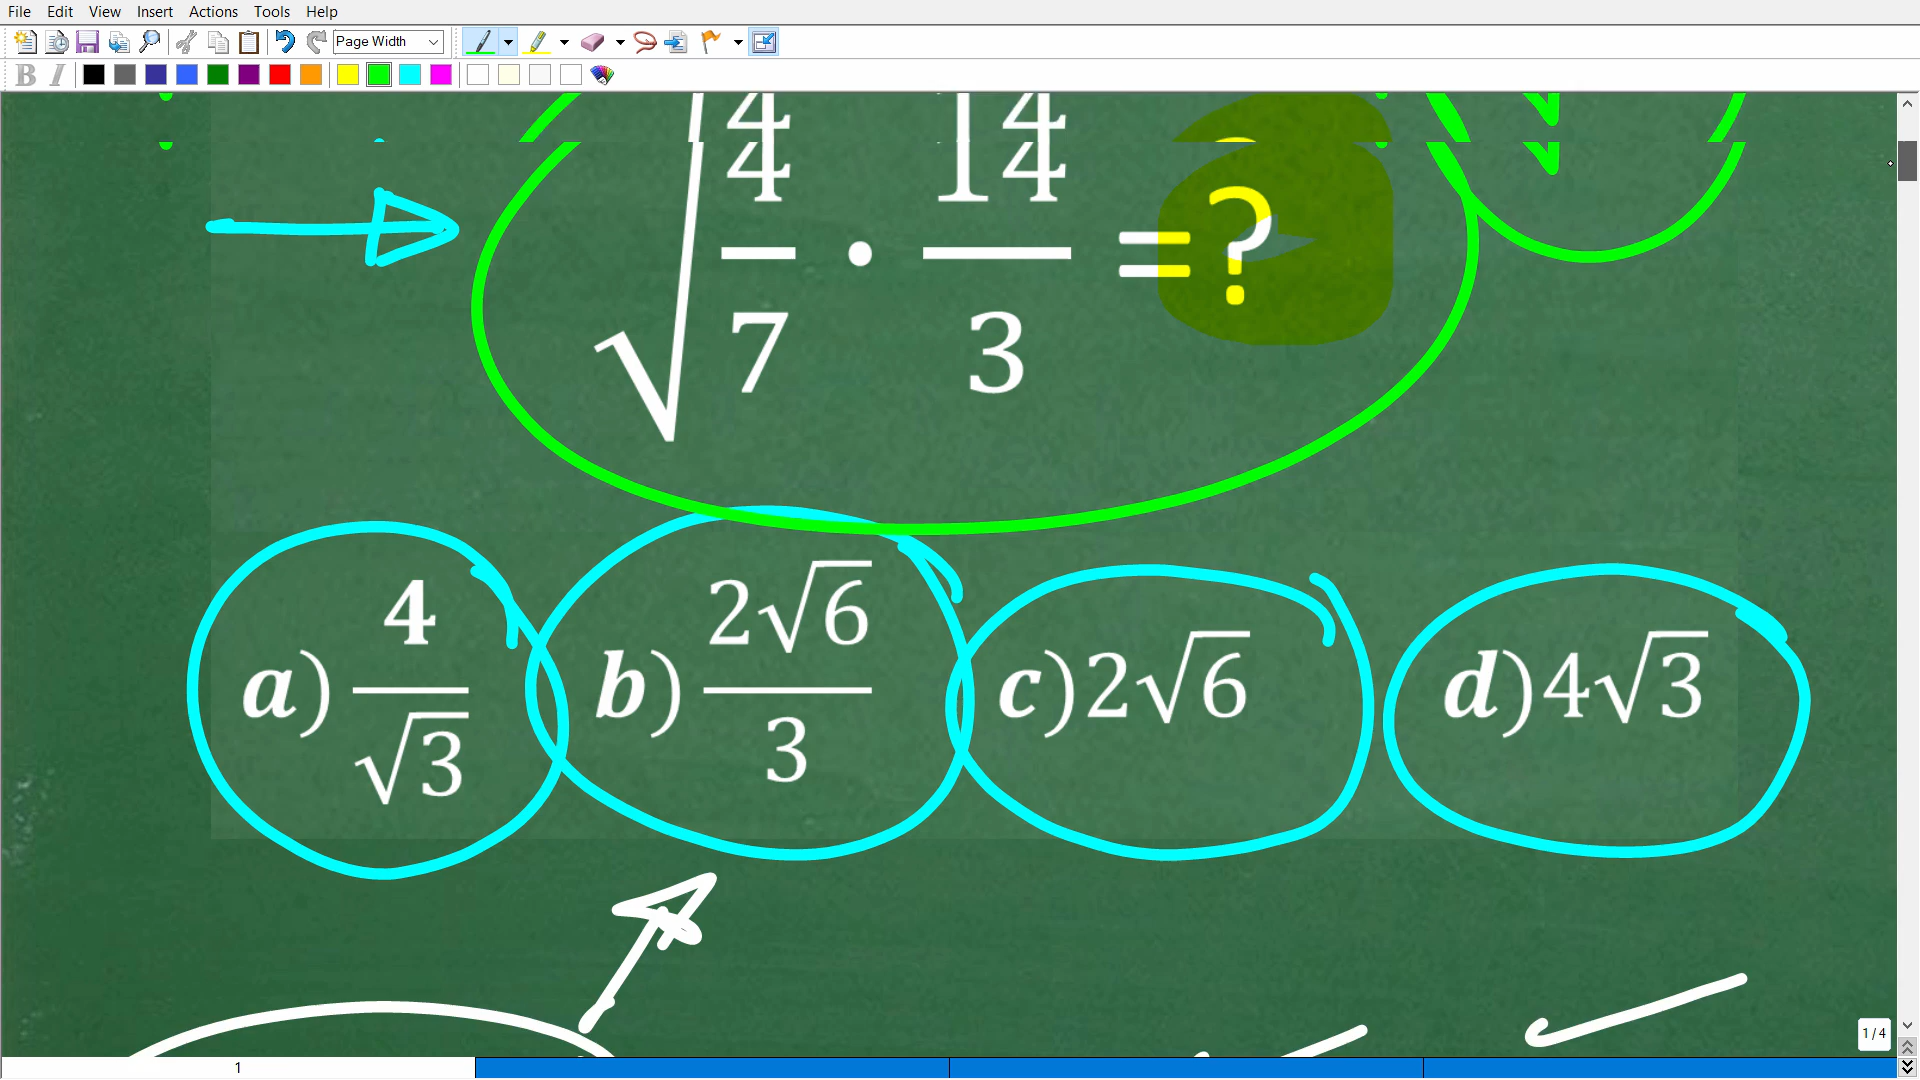 File Edit View Insert Actions Tools Help
Page Width
B I
√ 4/7 · 14/3 = ?
a) 4/√3 b) 2√6/3 c) 2√6 d) 4√3
1 / 4
1